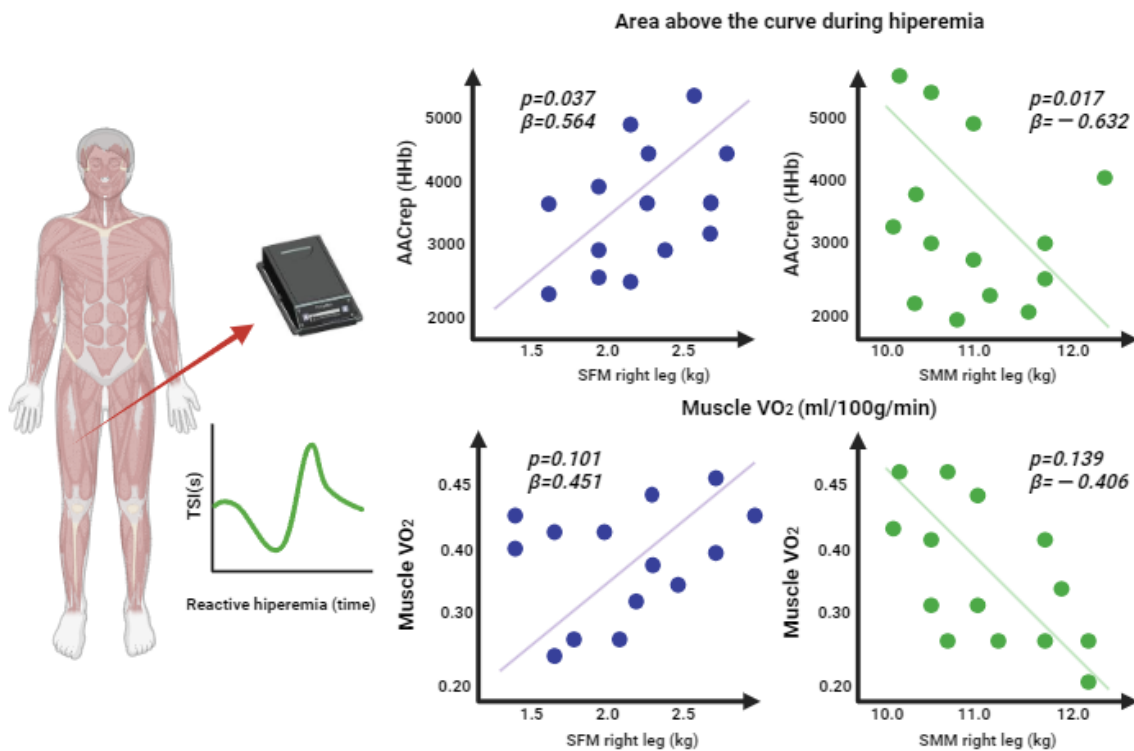 Area above the curve during hiperemia
p=0.037
β=0.564
AACrep (HHb)
5000
4000
3000
2000
1.5 2.0 2.5
SFM right leg (kg)
p=0.017
β=−0.632
AACrep (HHb)
5000
4000
3000
2000
10.0 11.0 12.0
SMM right leg (kg)
TSI(s)
Reactive hiperemia (time)
Muscle VO₂ (ml/100g/min)
p=0.101
β=0.451
Muscle VO₂
0.45
0.40
0.30
0.20
1.5 2.0 2.5
SFM right leg (kg)
p=0.139
β=−0.406
Muscle VO₂
0.45
0.40
0.30
0.20
10.0 11.0 12.0
SMM right leg (kg)